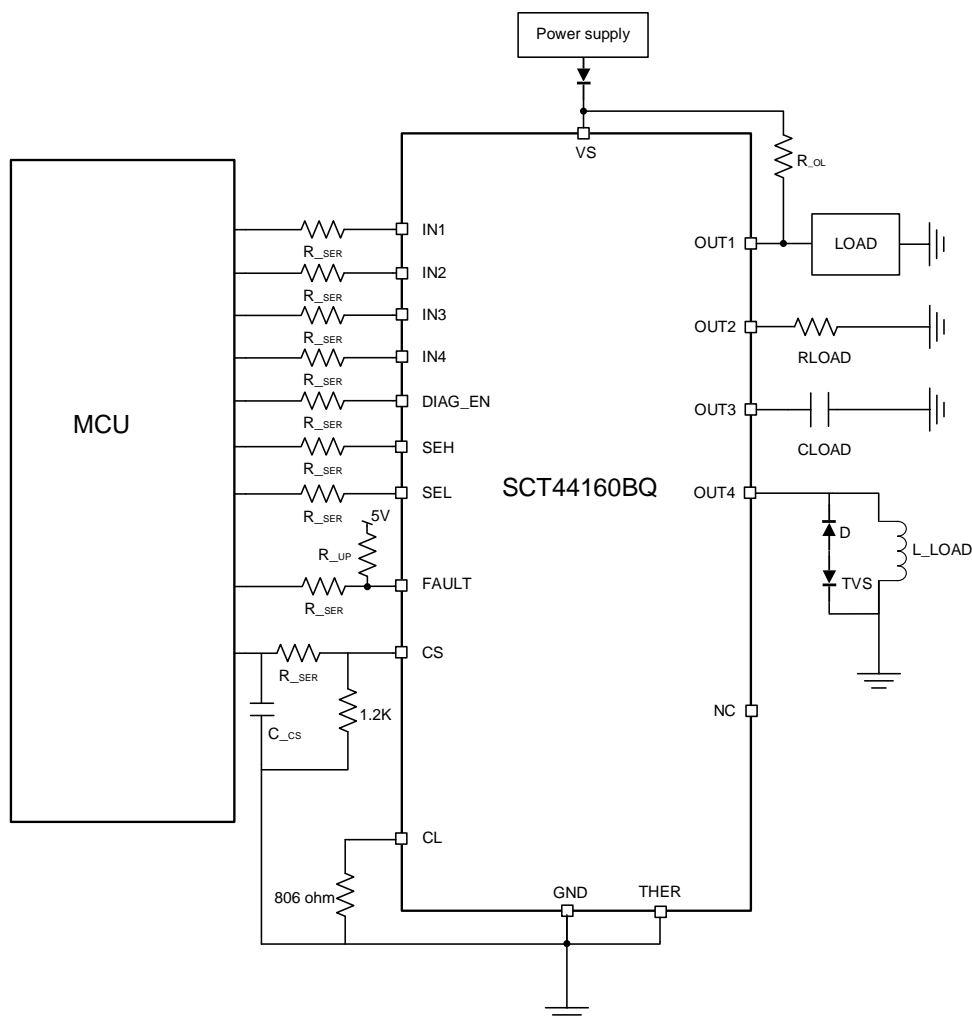 Power supply
VS
R_OL
IN1
R_SER
IN2
R_SER
IN3
R_SER
IN4
R_SER
DIAG_EN
R_SER
SEH
R_SER
SEL
R_SER
5V
R_UP
FAULT
R_SER
CS
R_SER
1.2K
C_CS
CL
806 ohm
MCU
SCT44160BQ
OUT1
LOAD
OUT2
RLOAD
OUT3
CLOAD
OUT4
D
TVS
L_LOAD
NC
GND
THER